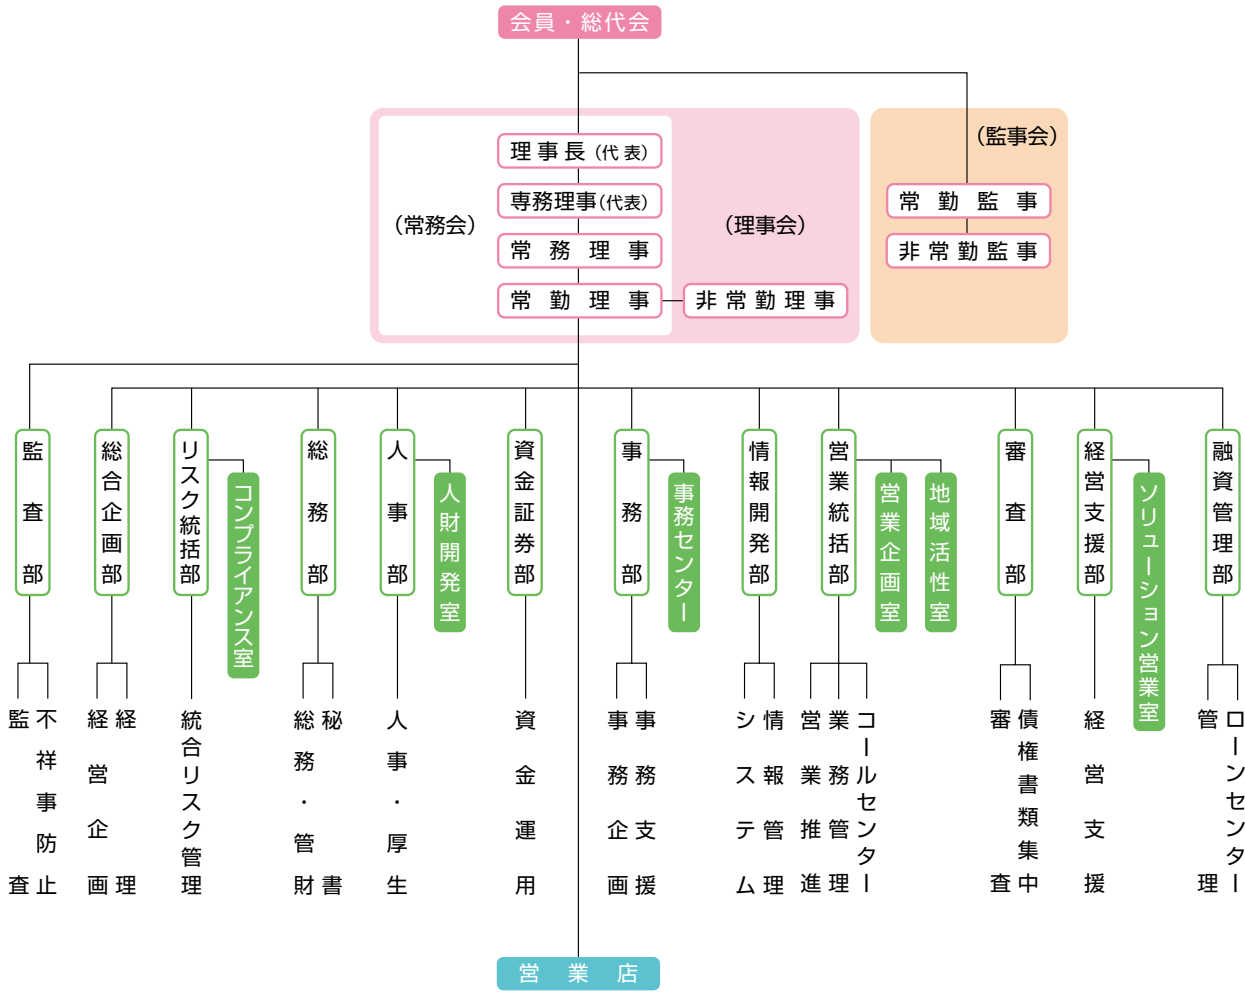 会員・総代会
(監事会)
理事長(代表)
専務理事(代表)
常務理事
常勤理事
非常勤理事
(常務会)
(理事会)
常勤監事
非常勤監事
監査部
総合企画部
リスク統括部
コンプライアンス室
総務部
人事部
人財開発室
資金証券部
事務部
事務センター
情報開発部
営業統括部
営業企画室
地域活性室
審査部
経営支援部
ソリューション営業室
融資管理部
監査
不祥事防止
経営企画
経理
統合リスク管理
総務・管財
秘書
人事・厚生
資金運用
事務企画
事務支援
システム
情報管理
営業推進
業務管理
コールセンター
審査
債権書類集中
経営支援
管理
ローンセンター
営業店